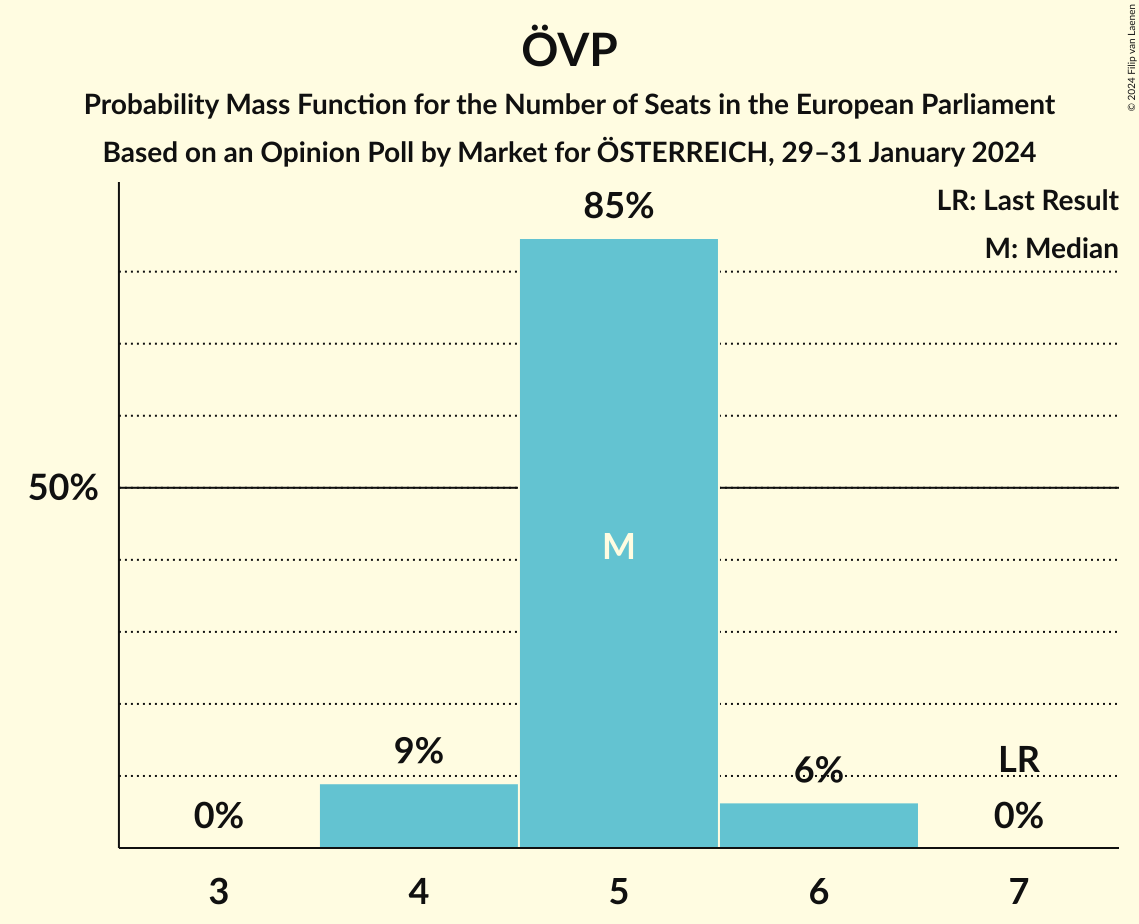 ÖVP
Probability Mass Function for the Number of Seats in the European Parliament
Based on an Opinion Poll by Market for ÖSTERREICH, 29–31 January 2024
© 2024 Filip van Laenen
LR: Last Result
M: Median
85%
50%
M
9%
6%
LR
0%
0%
3
4
5
6
7